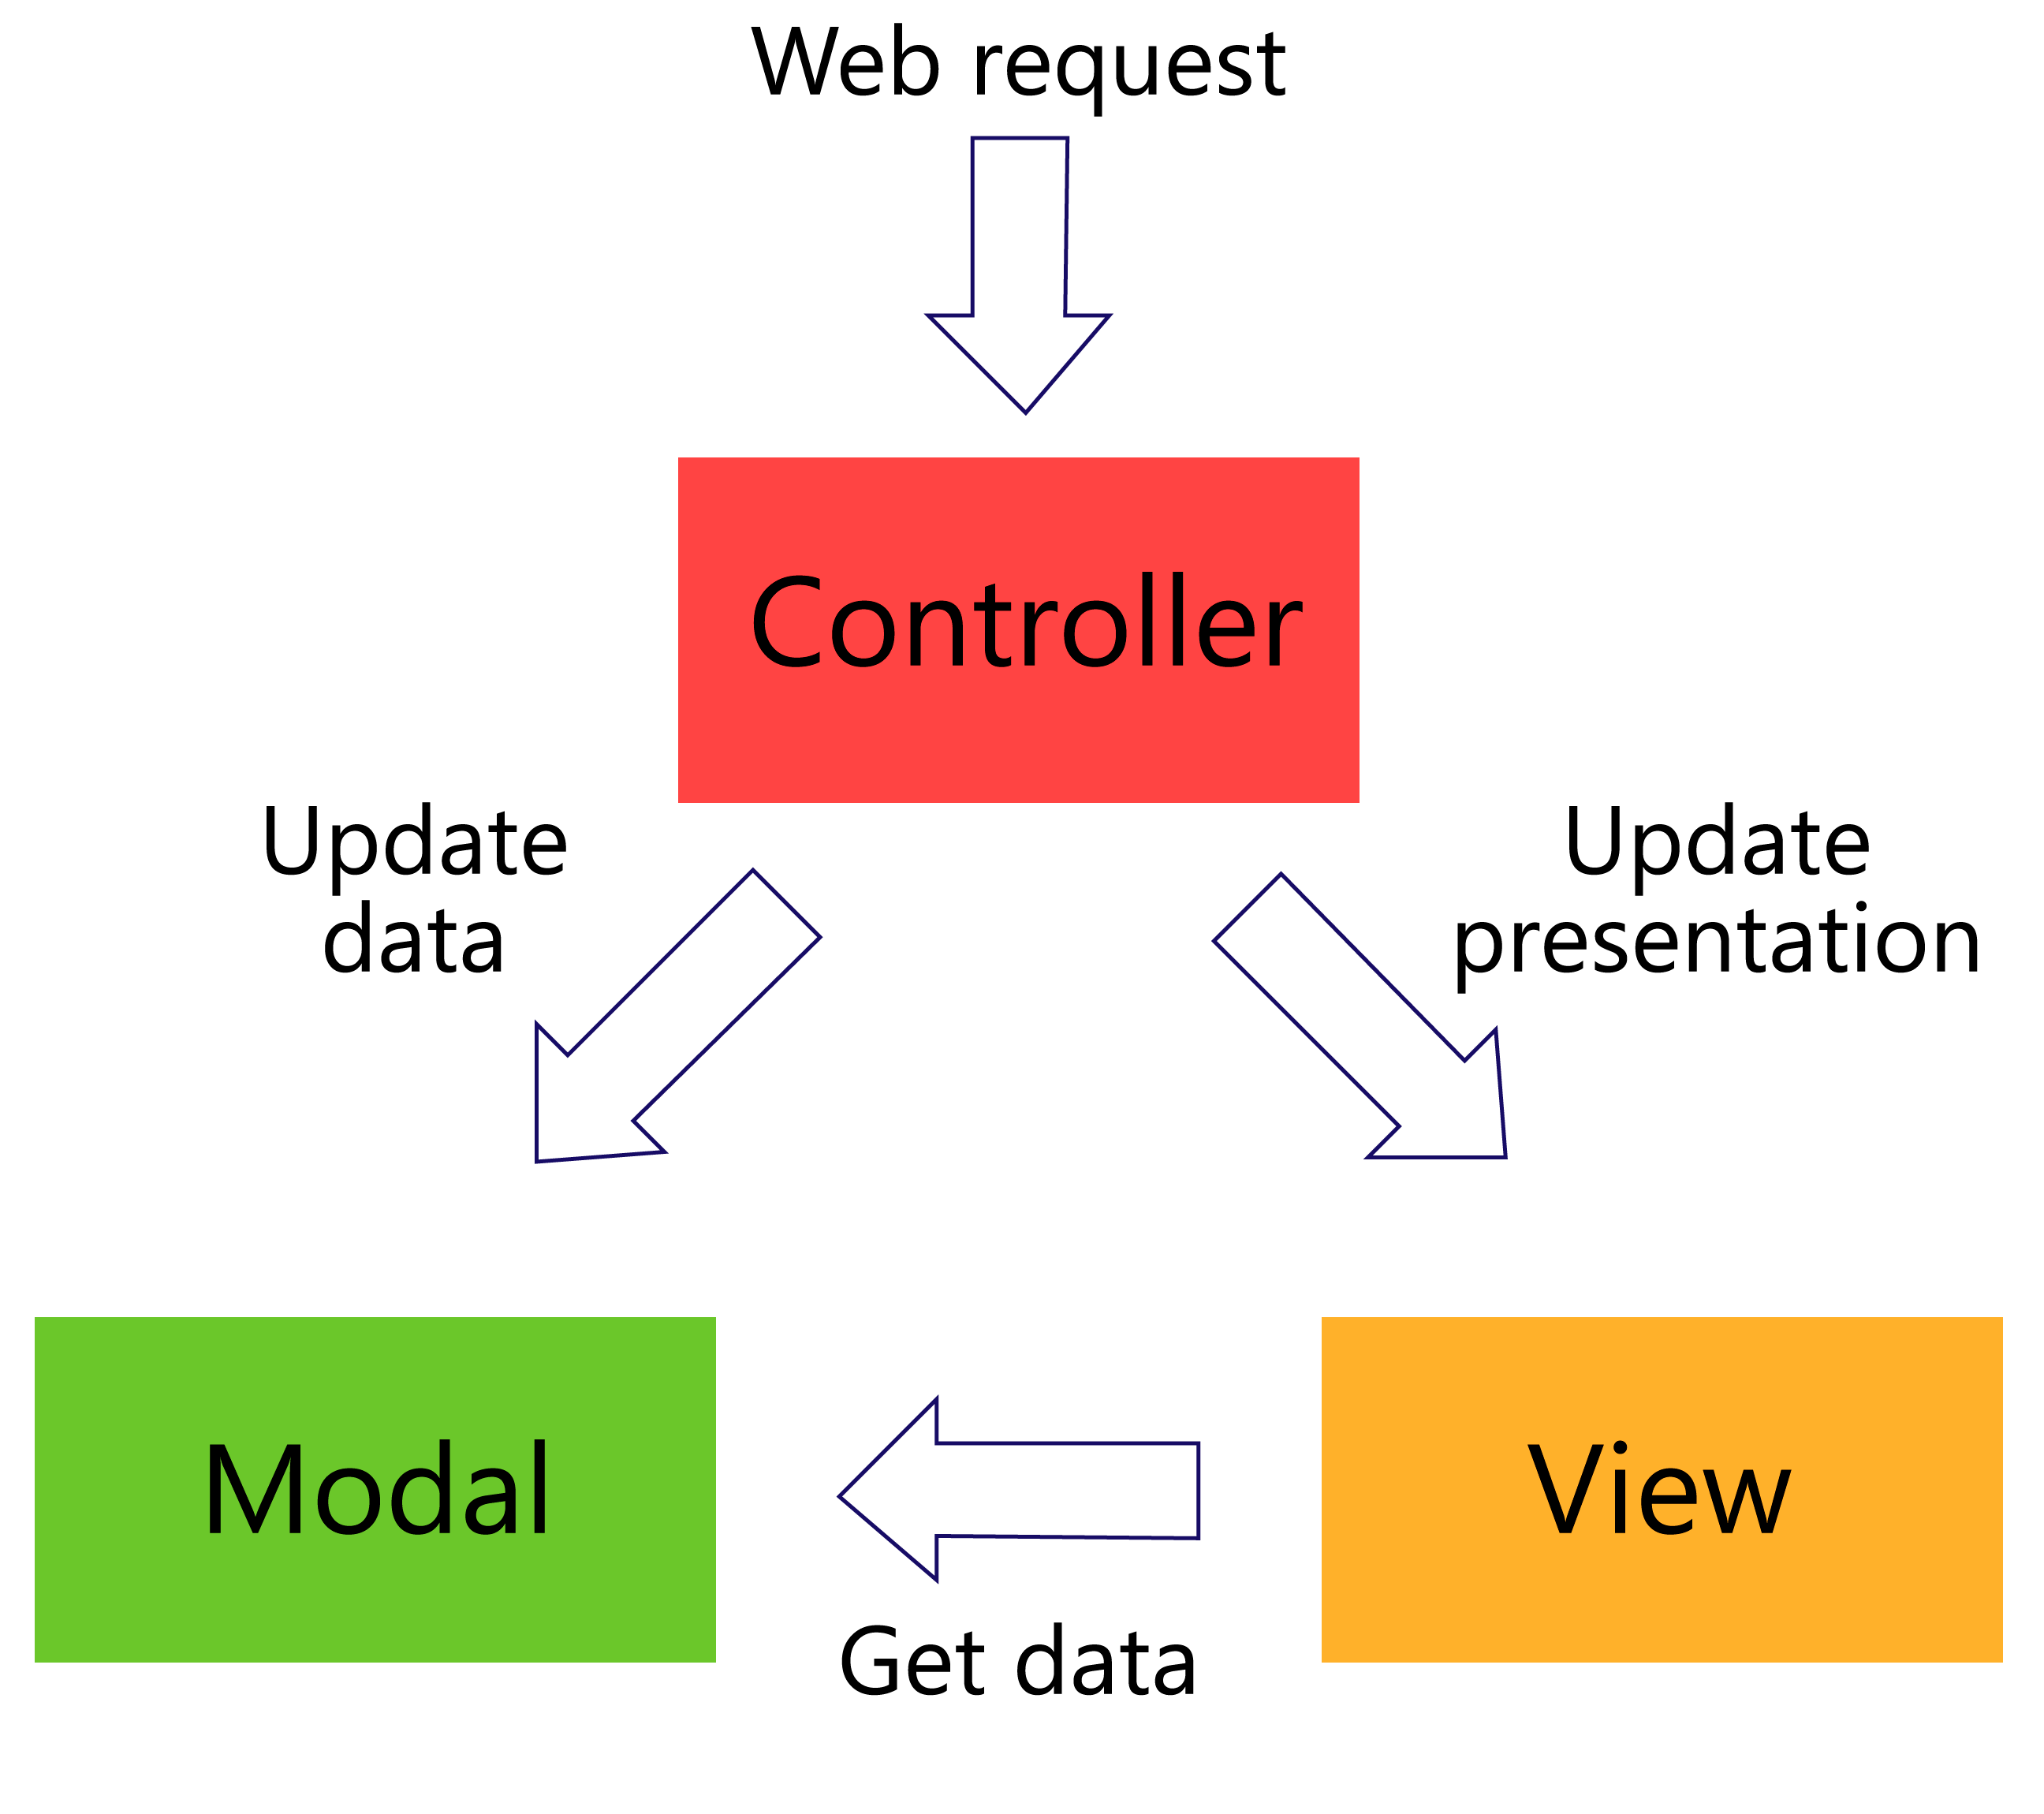 Web request
Controller
Update
data
Update
presentation
Modal
View
Get data